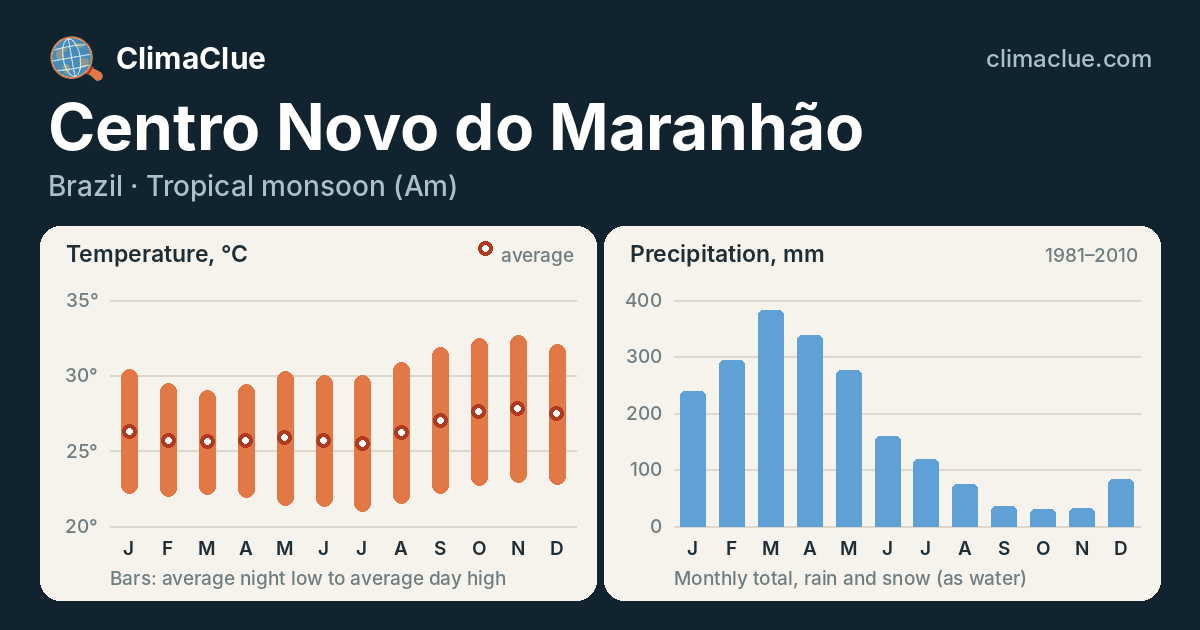 ClimaClue
climaclue.com
Centro Novo do Maranhão
Brazil · Tropical monsoon (Am)
Temperature, °C
average
35°
30°
25°
20°
J F M A M J J A S O N D
Bars: average night low to average day high
Precipitation, mm
1981–2010
400
300
200
100
0
J F M A M J J A S O N D
Monthly total, rain and snow (as water)